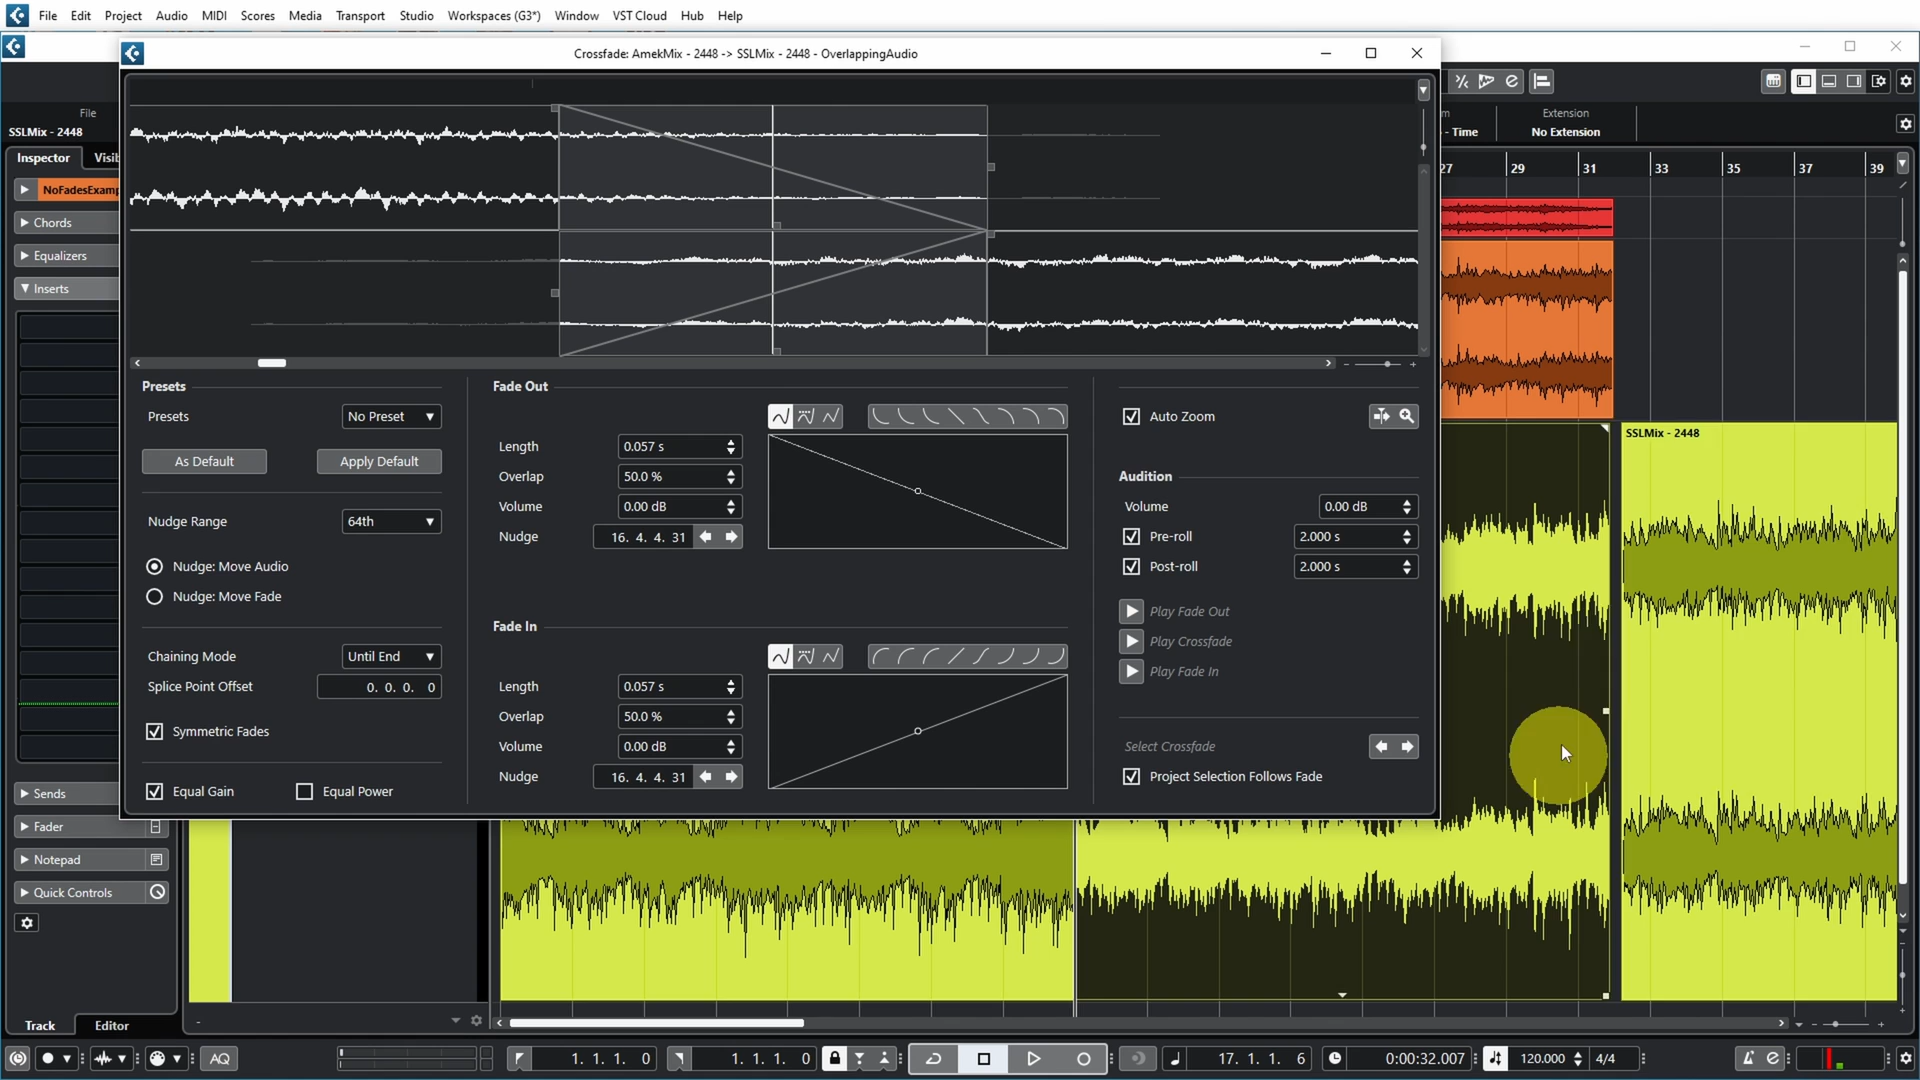 File Edit Project Audio MIDI Scores Media Transport Studio Workspaces (G3*) Window VST Cloud Hub Help
Crossfade: AmekMix - 2448 -> SSLMix - 2448 - OverlappingAudio
File
SSLMix - 2448
- Time
Extension
No Extension
Inspector
27 29 31 33 35 37 39
Chords
Equalizers
Inserts
Sends
Fader
Notepad
Quick Controls
Track Editor
Presets
Presets No Preset
As Default Apply Default
Nudge Range 64th
Nudge: Move Audio
Nudge: Move Fade
Chaining Mode Until End
Splice Point Offset 0. 0. 0. 0
Symmetric Fades
Equal Gain Equal Power
Fade Out
Length 0.057 s
Overlap 50.0 %
Volume 0.00 dB
Nudge 16. 4. 4. 31
Fade In
Length 0.057 s
Overlap 50.0 %
Volume 0.00 dB
Nudge 16. 4. 4. 31
Auto Zoom
Audition
Volume 0.00 dB
Pre-roll 2.000 s
Post-roll 2.000 s
Play Fade Out
Play Crossfade
Play Fade In
Select Crossfade
Project Selection Follows Fade
SSLMix - 2448
AQ 1. 1. 1. 0 1. 1. 1. 0 17. 1. 1. 6 0:00:32.007 120.000 4/4